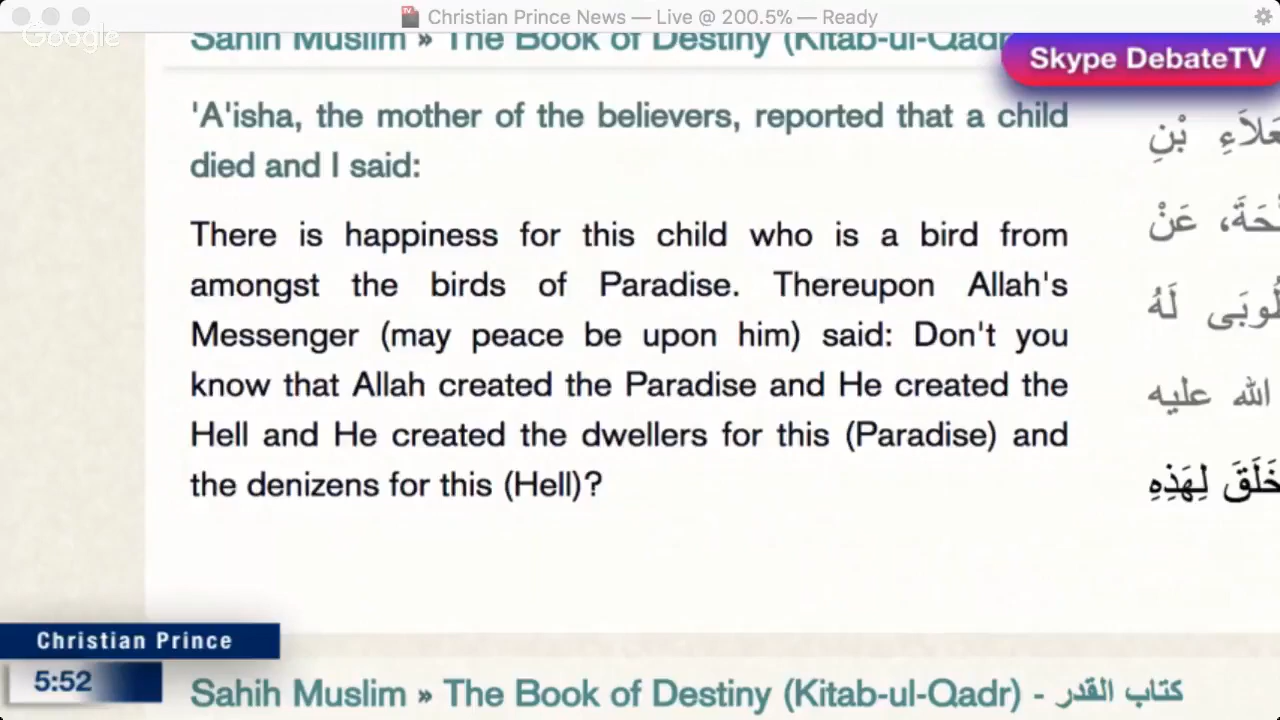 Christian Prince News — Live @ 200.5% — Ready
Google
Sahih Muslim » The Book of Destiny (Kitab-ul-Qadr)
Skype DebateTV
'A'isha, the mother of the believers, reported that a child
died and I said:
There is happiness for this child who is a bird from
amongst the birds of Paradise. Thereupon Allah's
Messenger (may peace be upon him) said: Don't you
know that Allah created the Paradise and He created the
Hell and He created the dwellers for this (Paradise) and
the denizens for this (Hell)?
بْنِ
طَلْحَةَ، عَنْ
لَهُ
الله عليه
خَلَقَ لِهَذِهِ
Christian Prince
5:52
Sahih Muslim » The Book of Destiny (Kitab-ul-Qadr) - كتاب القدر